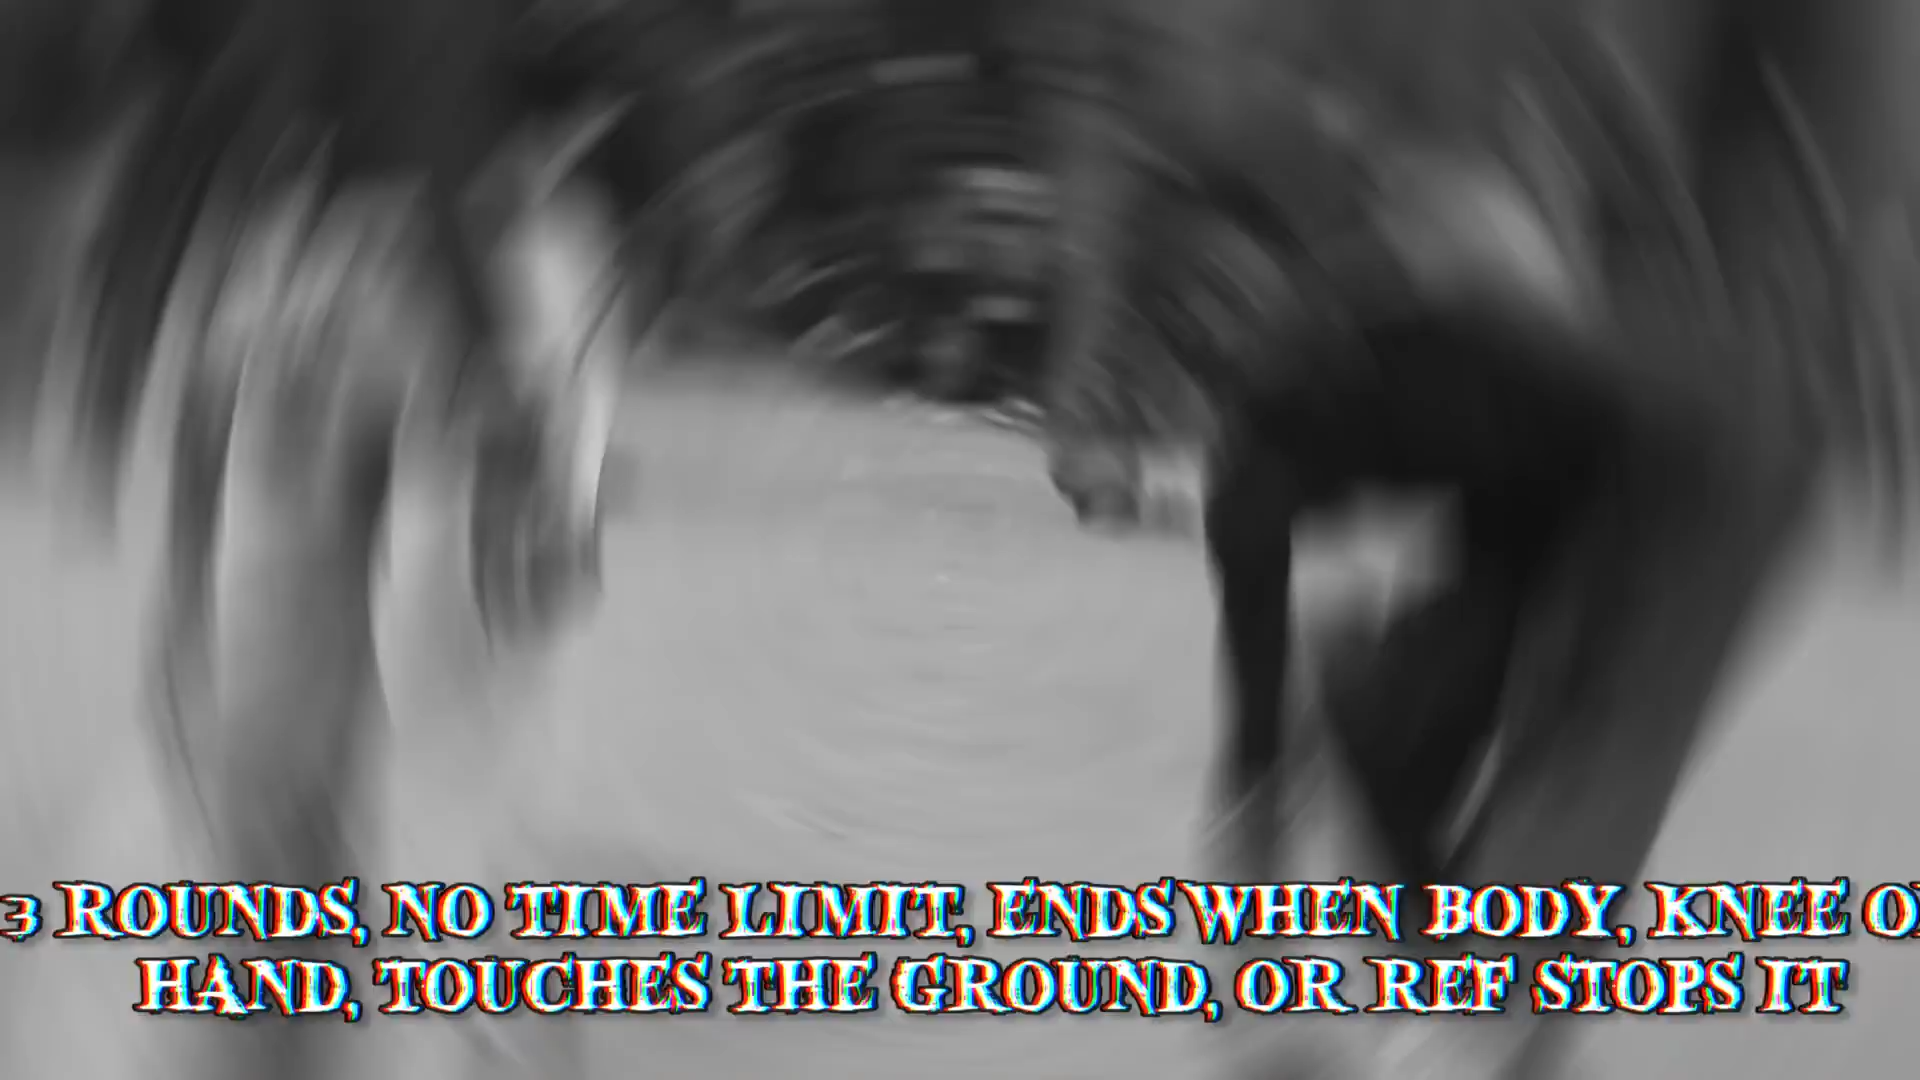 3 ROUNDS, NO TIME LIMIT, ENDS WHEN BODY, KNEE
HAND, TOUCHES THE GROUND, OR REF STOPS IT